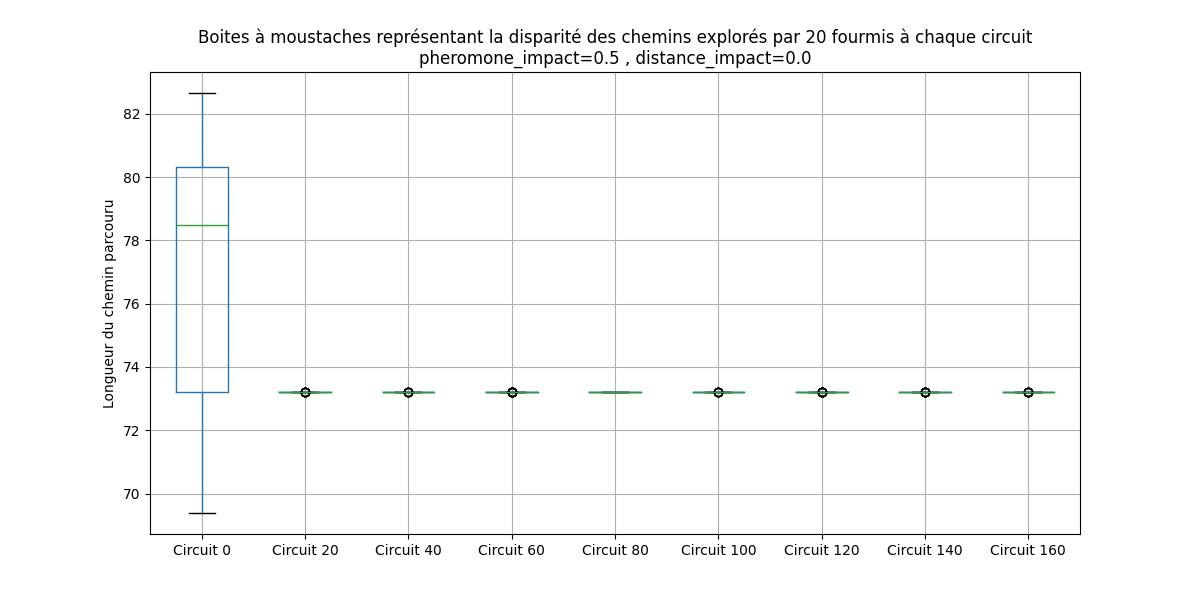 Boites à moustaches représentant la disparité des chemins explorés par 20 fourmis à chaque circuit
pheromone_impact=0.5 , distance_impact=0.0
Longueur du chemin parcouru
82
80
78
76
74
72
70
Circuit 0 Circuit 20 Circuit 40 Circuit 60 Circuit 80 Circuit 100 Circuit 120 Circuit 140 Circuit 160